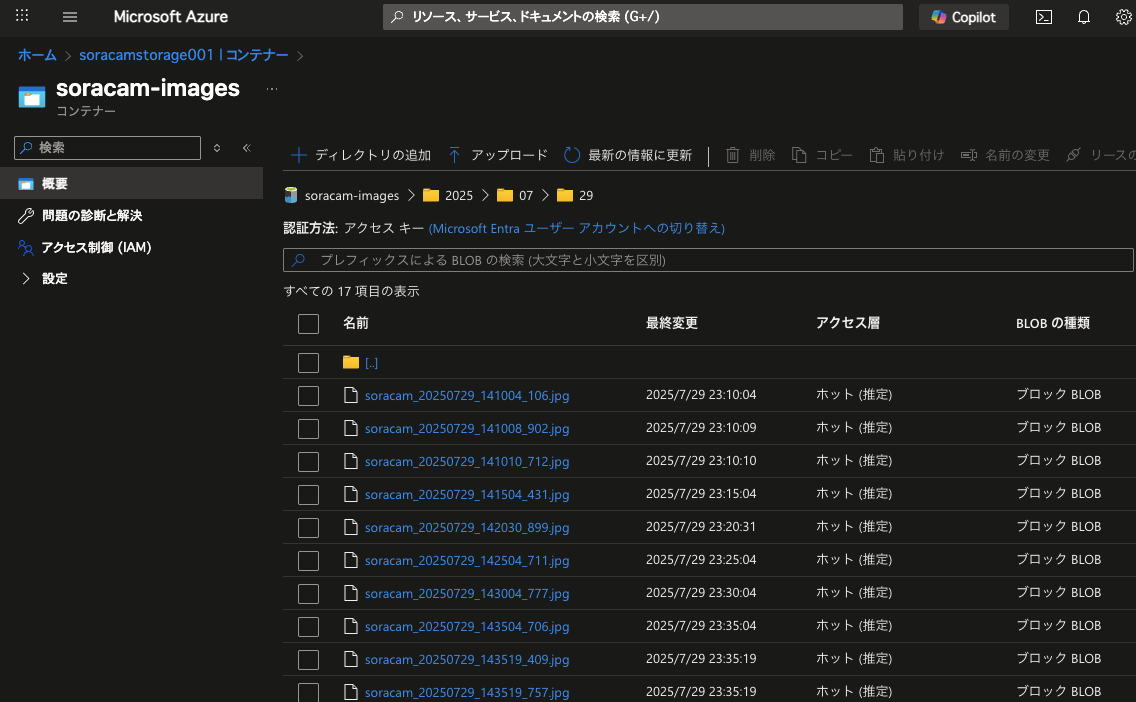 Microsoft Azure
リソース、サービス、ドキュメントの検索 (G+/)
Copilot
ホーム > soracamstorage001 | コンテナー >
soracam-images ...
コンテナー
検索
概要
問題の診断と解決
アクセス制御 (IAM)
設定
ディレクトリの追加 アップロード 最新の情報に更新 削除 コピー 貼り付け 名前の変更 リースの
soracam-images > 2025 > 07 > 29
認証方法: アクセス キー (Microsoft Entra ユーザー アカウントへの切り替え)
プレフィックスによる BLOB の検索 (大文字と小文字を区別)
すべての 17 項目の表示
名前 最終変更 アクセス層 BLOB の種類
[..]
soracam_20250729_141004_106.jpg 2025/7/29 23:10:04 ホット (推定) ブロック BLOB
soracam_20250729_141008_902.jpg 2025/7/29 23:10:09 ホット (推定) ブロック BLOB
soracam_20250729_141010_712.jpg 2025/7/29 23:10:10 ホット (推定) ブロック BLOB
soracam_20250729_141504_431.jpg 2025/7/29 23:15:04 ホット (推定) ブロック BLOB
soracam_20250729_142030_899.jpg 2025/7/29 23:20:31 ホット (推定) ブロック BLOB
soracam_20250729_142504_711.jpg 2025/7/29 23:25:04 ホット (推定) ブロック BLOB
soracam_20250729_143004_777.jpg 2025/7/29 23:30:04 ホット (推定) ブロック BLOB
soracam_20250729_143504_706.jpg 2025/7/29 23:35:04 ホット (推定) ブロック BLOB
soracam_20250729_143519_409.jpg 2025/7/29 23:35:19 ホット (推定) ブロック BLOB
soracam_20250729_143519_757.jpg 2025/7/29 23:35:19 ホット (推定) ブロック BLOB